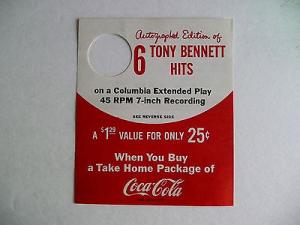 Autographed Edition of
6 TONY BENNETT
HITS
on a Columbia Extended Play
45 RPM 7-inch Recording
SEE REVERSE SIDE
A $1.29 VALUE FOR ONLY 25¢
When You Buy
a Take Home Package of
Coca-Cola